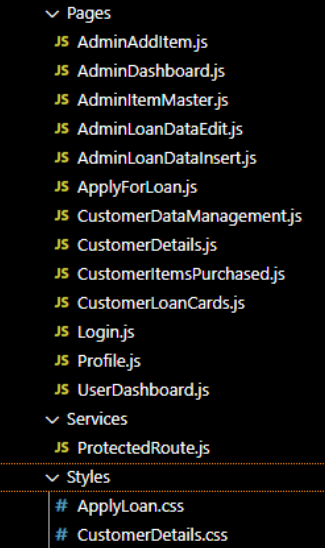 Pages
JS AdminAddItem.js
JS AdminDashboard.js
JS AdminItemMaster.js
JS AdminLoanDataEdit.js
JS AdminLoanDataInsert.js
JS ApplyForLoan.js
JS CustomerDataManagement.js
JS CustomerDetails.js
JS CustomerItemsPurchased.js
JS CustomerLoanCards.js
JS Login.js
JS Profile.js
JS UserDashboard.js
Services
JS ProtectedRoute.js
Styles
# ApplyLoan.css
# CustomerDetails.css